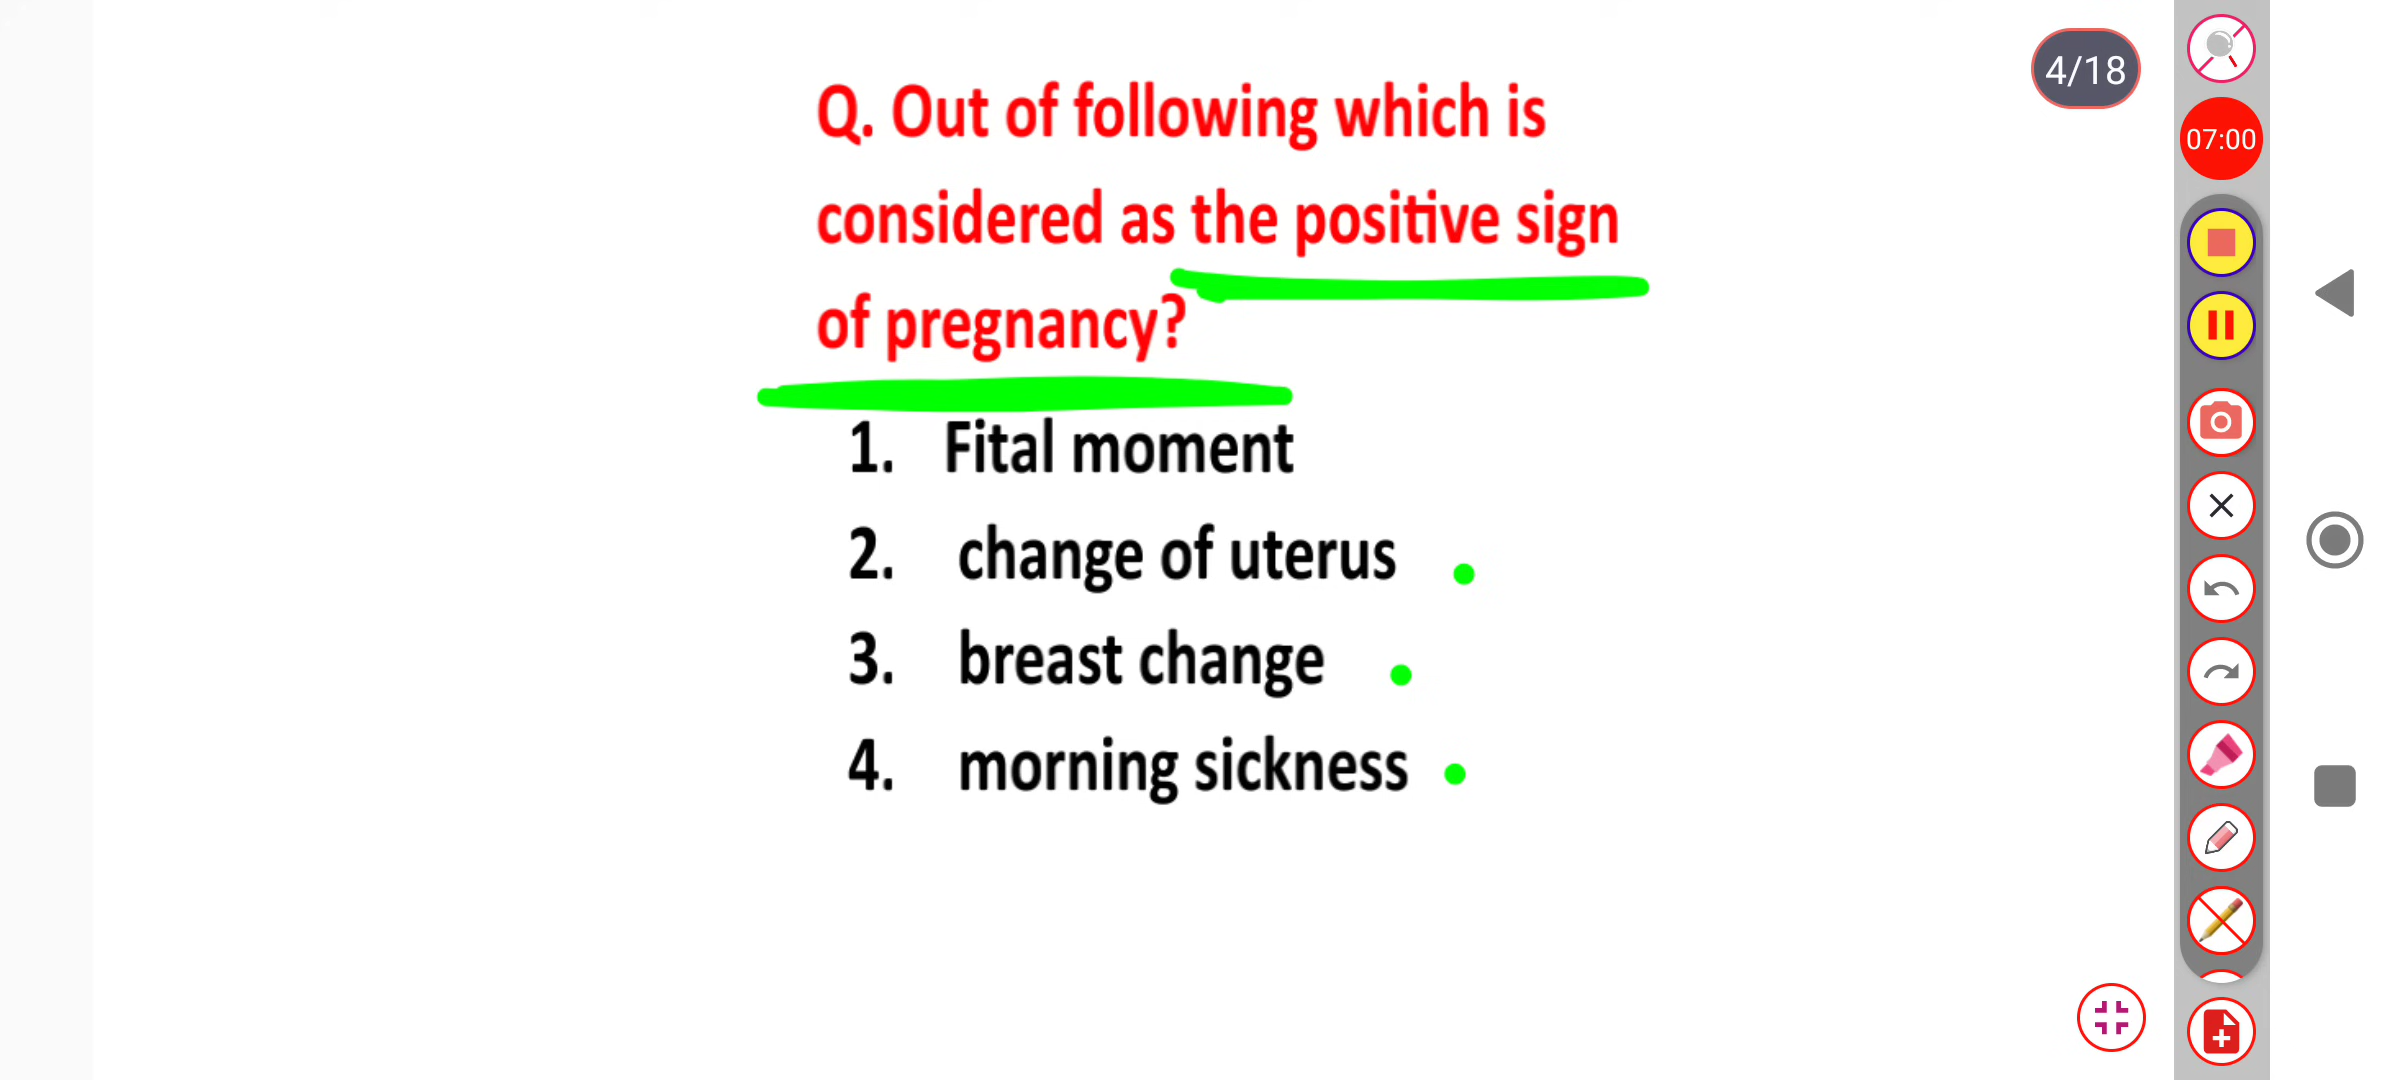 4/18
07:00
Q. Out of following which is
considered as the positive sign
of pregnancy?
1. Fital moment
2. change of uterus
3. breast change
4. morning sickness